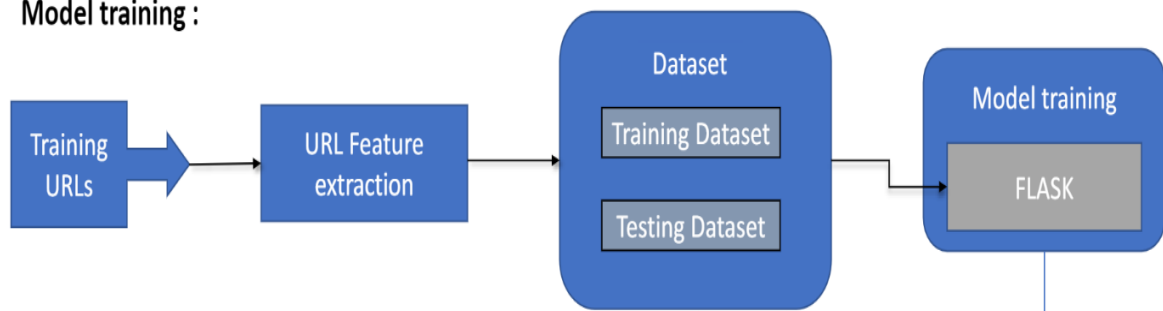 Model training :
Training
URLs
URL Feature
extraction
Dataset
Training Dataset
Testing Dataset
Model training
FLASK